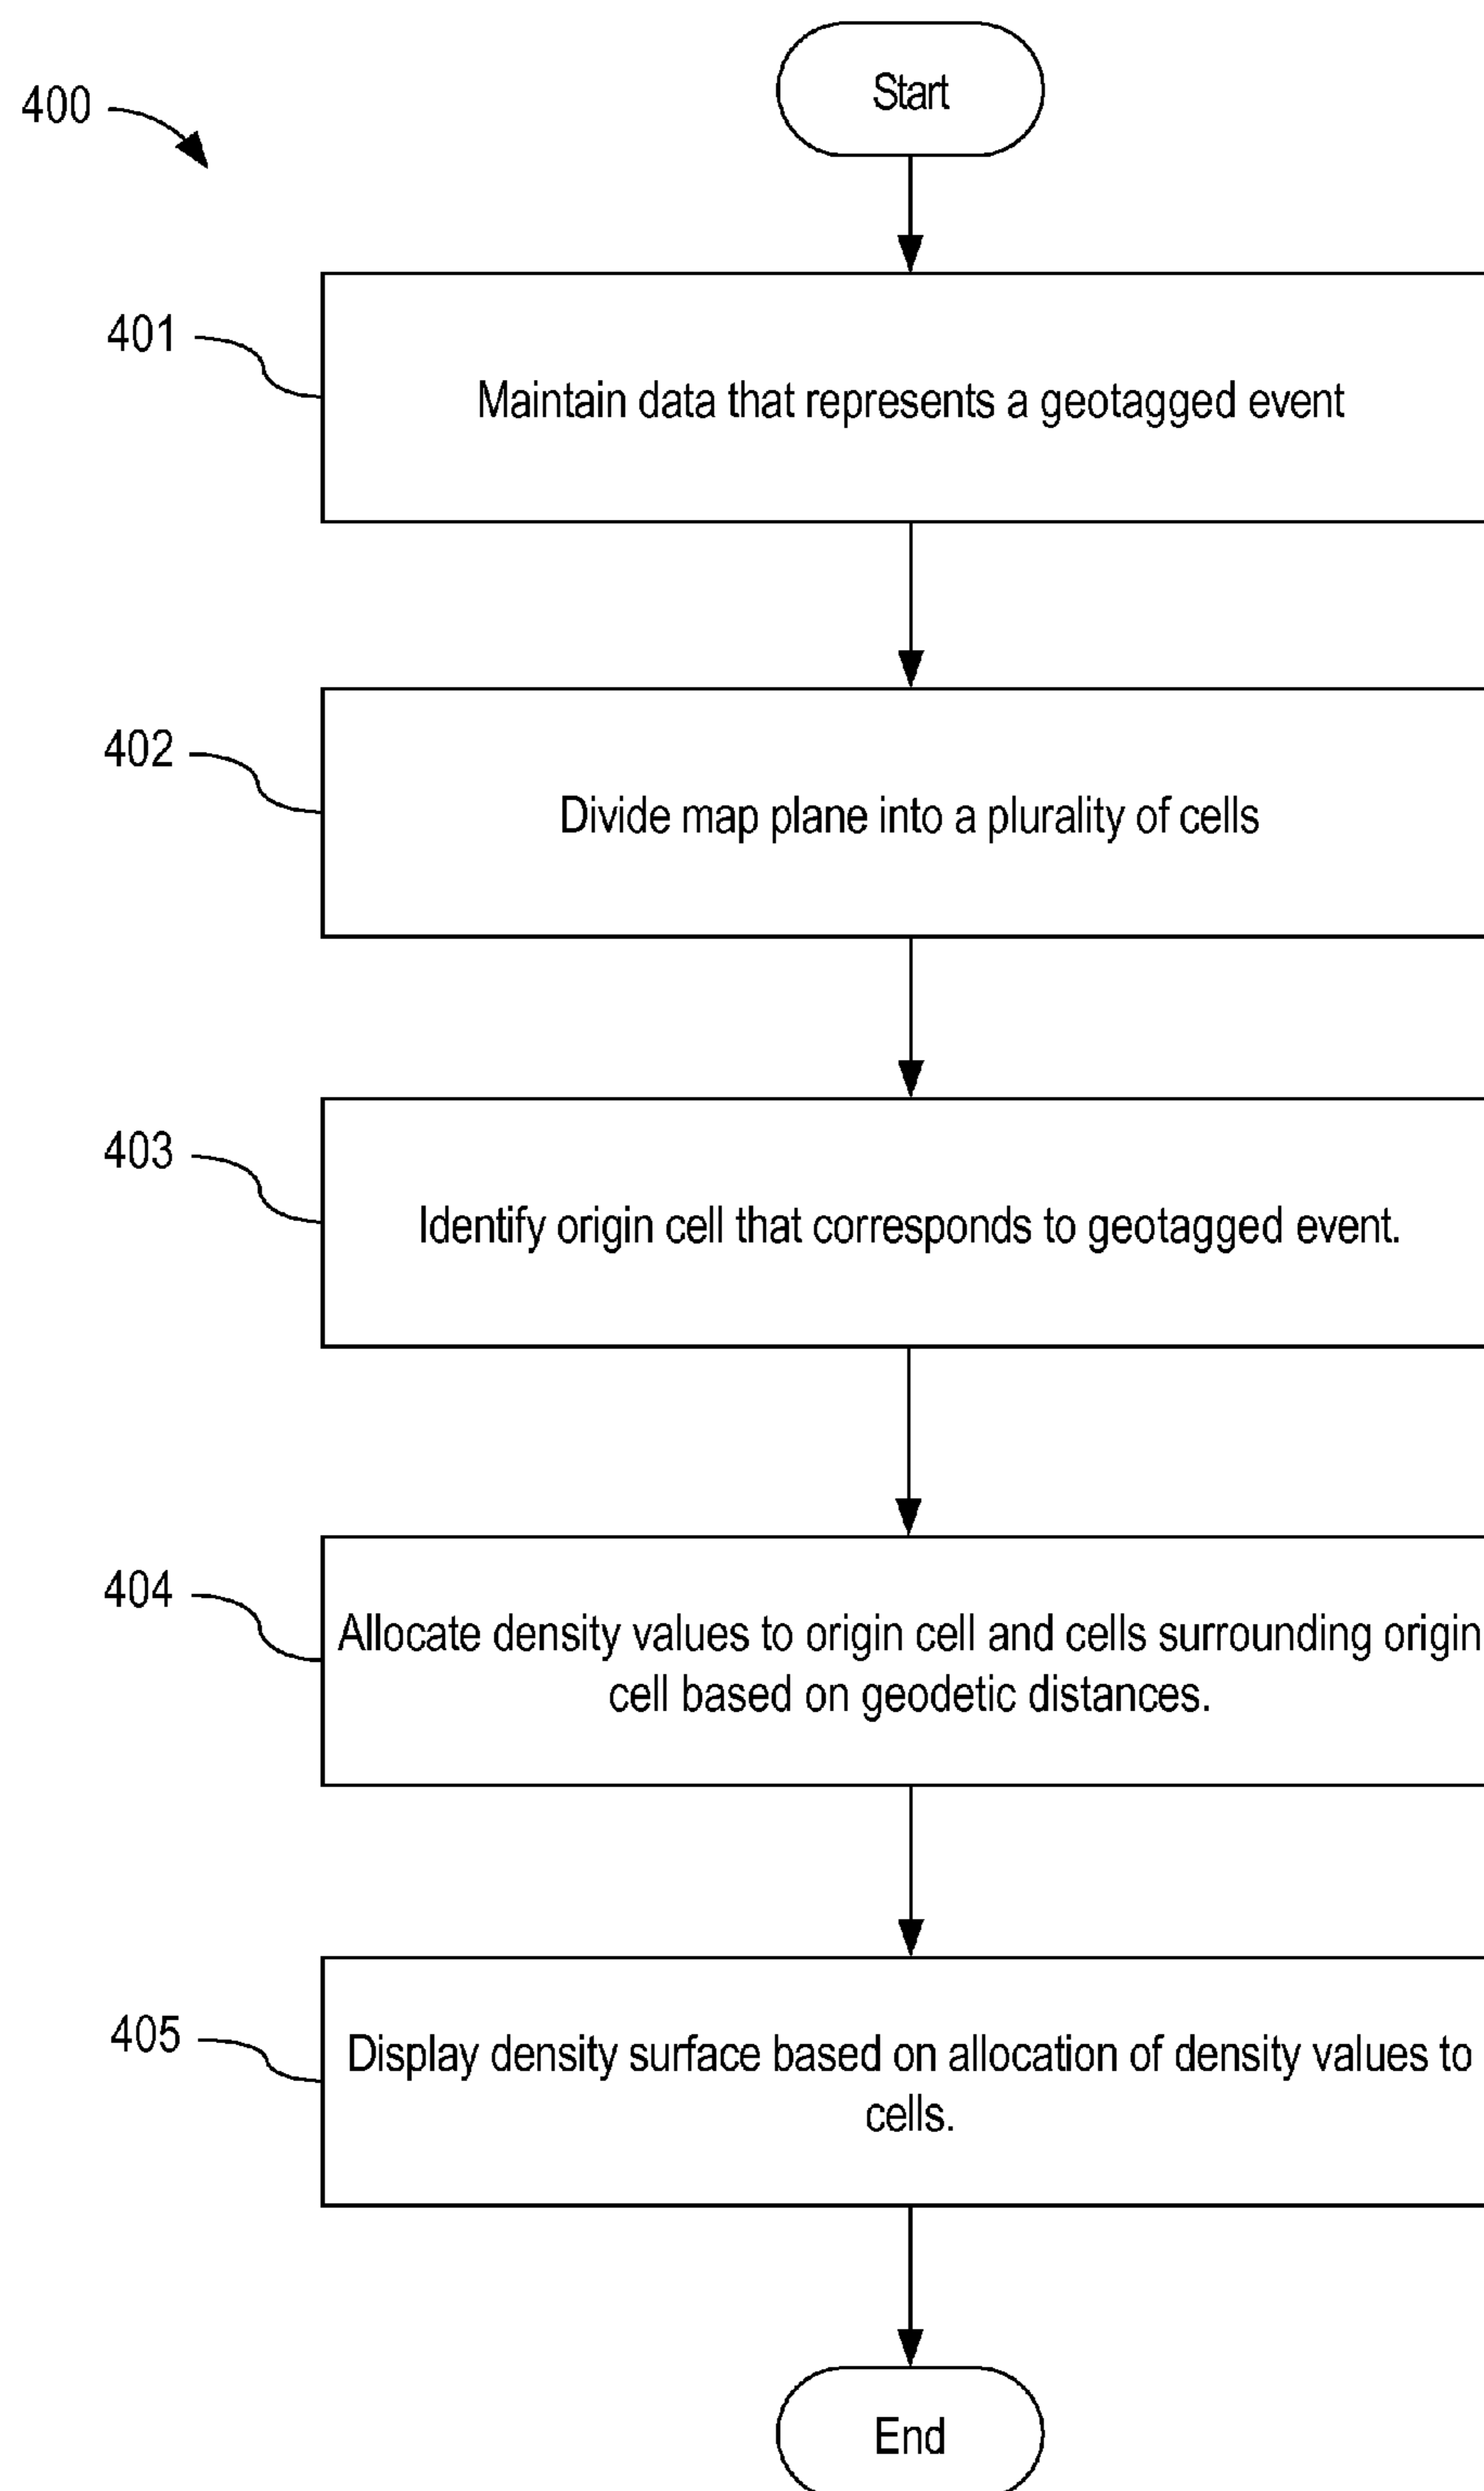 400
Start
401
Maintain data that represents a geotagged event
402
Divide map plane into a plurality of cells
403
Identify origin cell that corresponds to geotagged event.
404
Allocate density values to origin cell and cells surrounding origin
cell based on geodetic distances.
405
Display density surface based on allocation of density values to
cells.
End